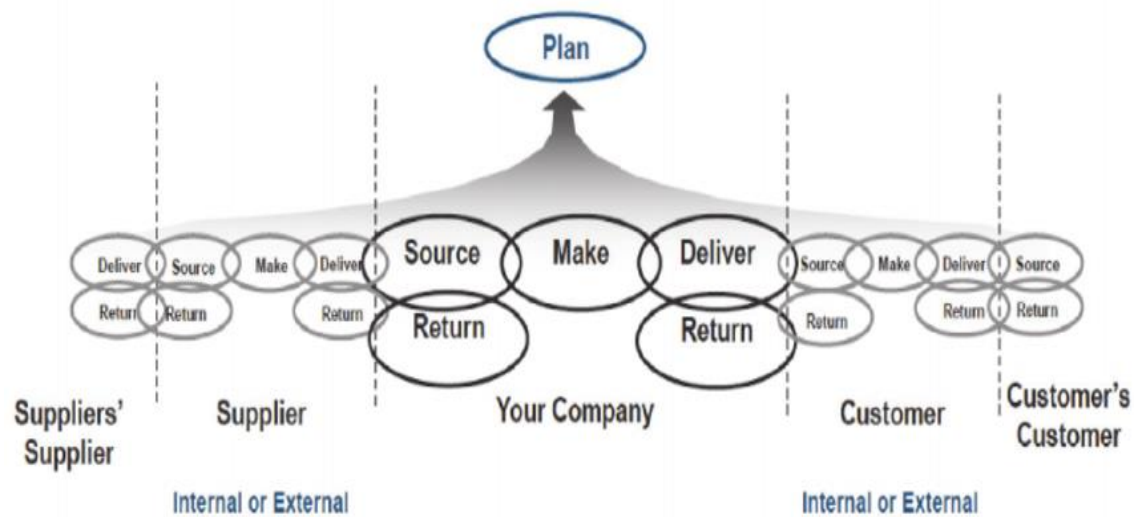 Plan
Source Make Deliver
Deliver Source Make Deliver Source Make Deliver Source
Return Return Return Return Return Return Return Return
Suppliers' Supplier
Supplier
Your Company
Customer
Customer's Customer
Internal or External Internal or External